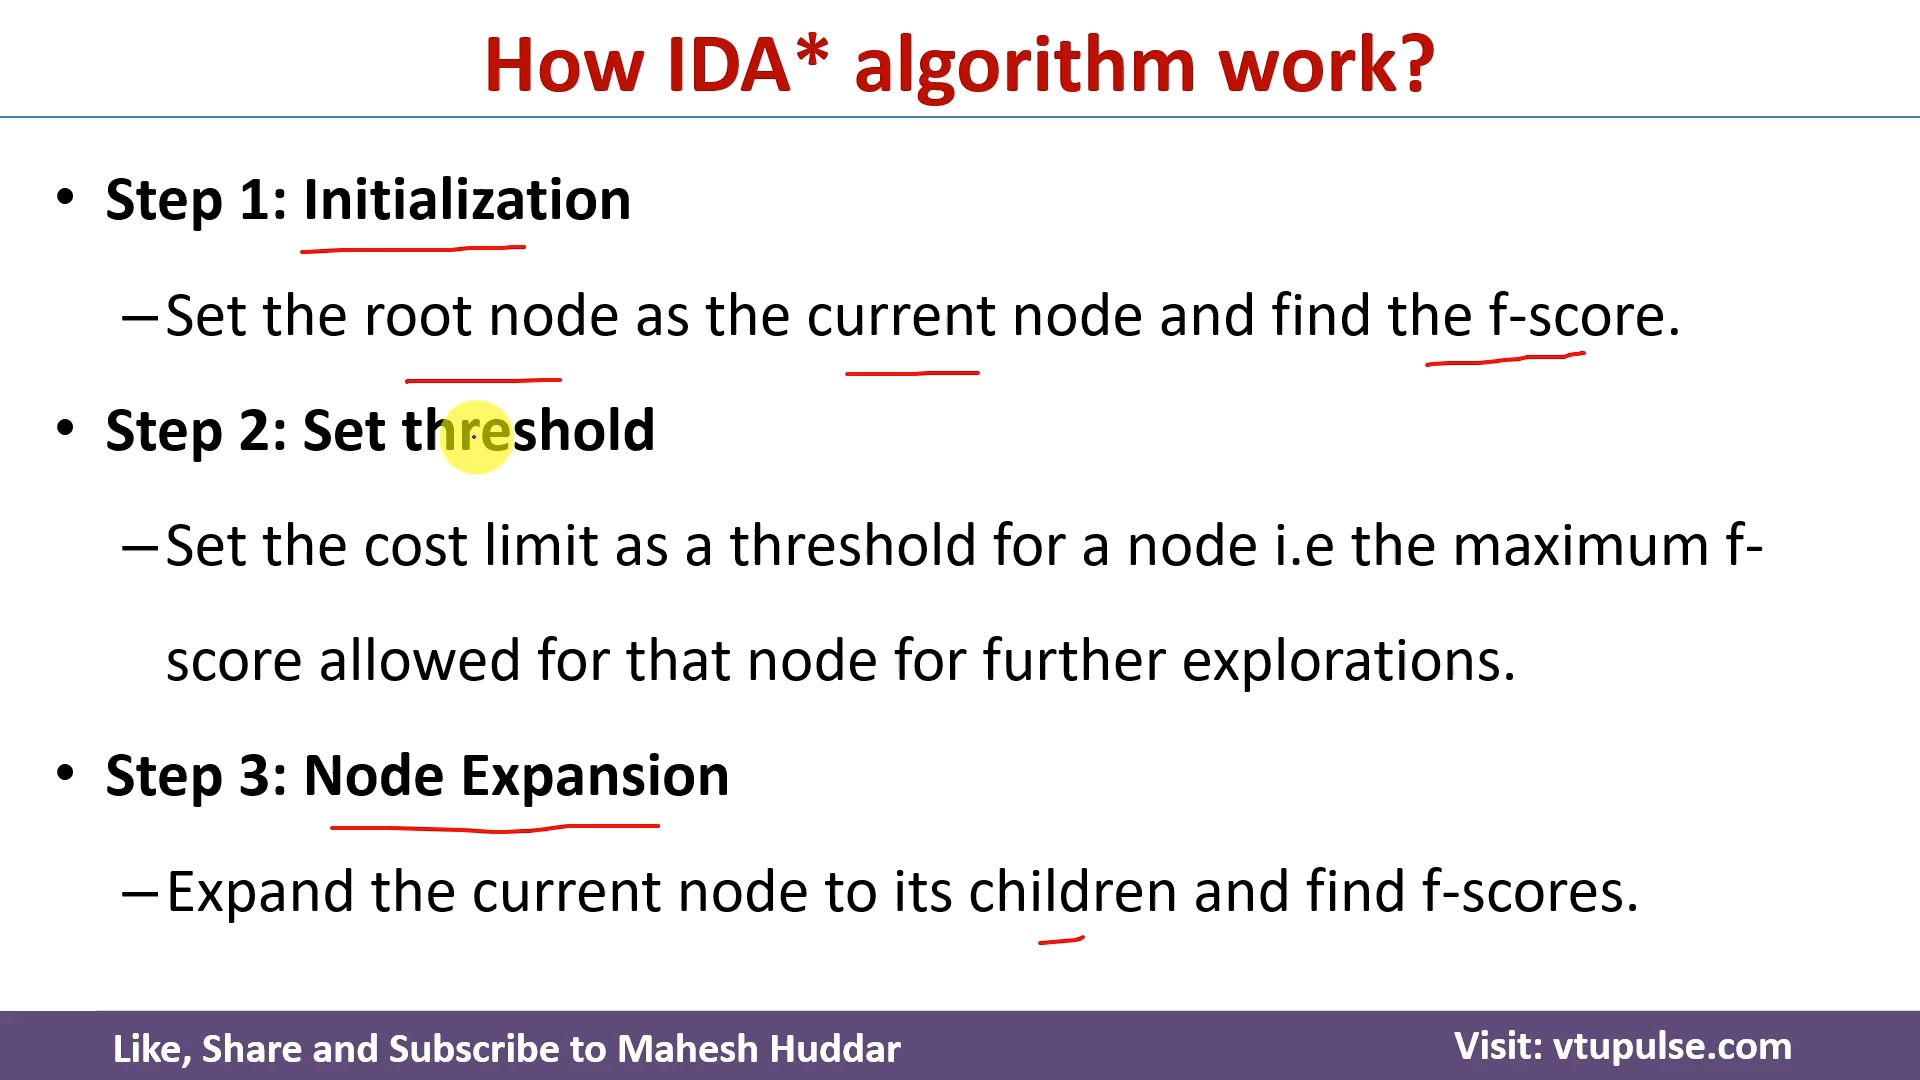 How IDA* algorithm work?
• Step 1: Initialization
–Set the root node as the current node and find the f-score.
• Step 2: Set threshold
–Set the cost limit as a threshold for a node i.e the maximum f-
score allowed for that node for further explorations.
• Step 3: Node Expansion
–Expand the current node to its children and find f-scores.
Like, Share and Subscribe to Mahesh Huddar
Visit: vtupulse.com